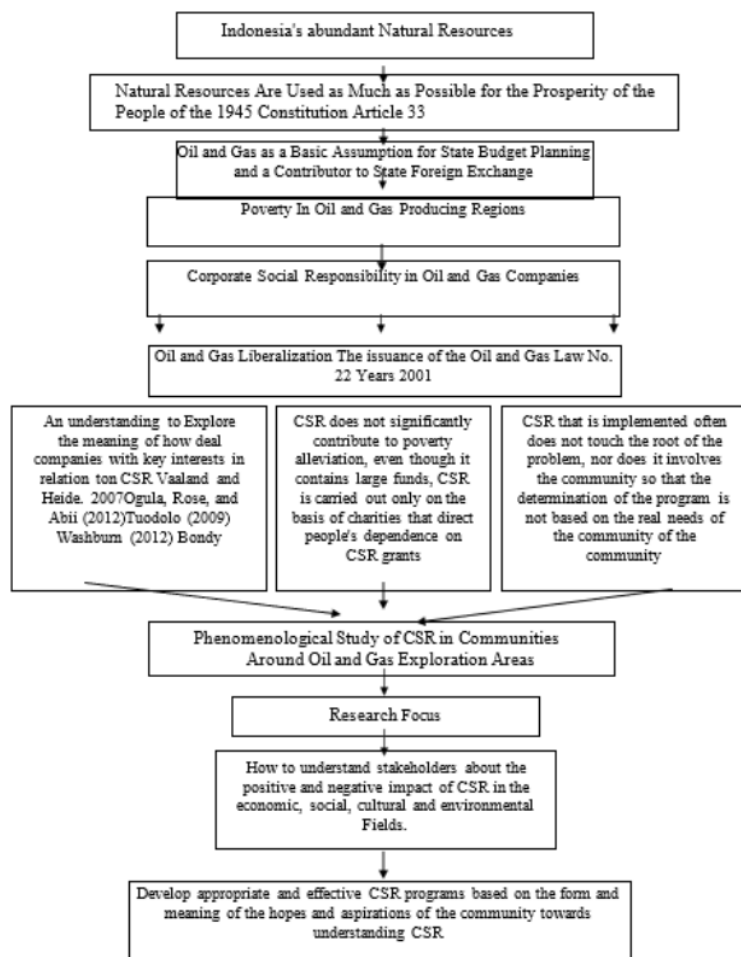 Indonesia's abundant Natural Resources
Natural Resources Are Used as Much as Possible for the Prosperity of the
People of the 1945 Constitution Article 33
Oil and Gas as a Basic Assumption for State Budget Planning
and a Contributor to State Foreign Exchange
Poverty In Oil and Gas Producing Regions
Corporate Social Responsibility in Oil and Gas Companies
Oil and Gas Liberalization The issuance of the Oil and Gas Law No.
22 Years 2001
An understanding to Explore
the meaning of how deal
companies with key interests in
relation ton CSR Vaaland and
Heide. 2007Ogula, Rose, and
Abii (2012)Tuodolo (2009)
Washburn (2012) Bondy
CSR does not significantly
contribute to poverty
alleviation, even though it
contains large funds, CSR is
carried out only on the
basis of charities that direct
people's dependence on
CSR grants
CSR that is implemented often
does not touch the root of the
problem, nor does it involves
the community so that the
determination of the program is
not based on the real needs of
the community of the
community
Phenomenological Study of CSR in Communities
Around Oil and Gas Exploration Areas
Research Focus
How to understand stakeholders about the
positive and negative impact of CSR in the
economic, social, cultural and environmental
Fields.
Develop appropriate and effective CSR programs based on the form and
meaning of the hopes and aspirations of the community towards
understanding CSR